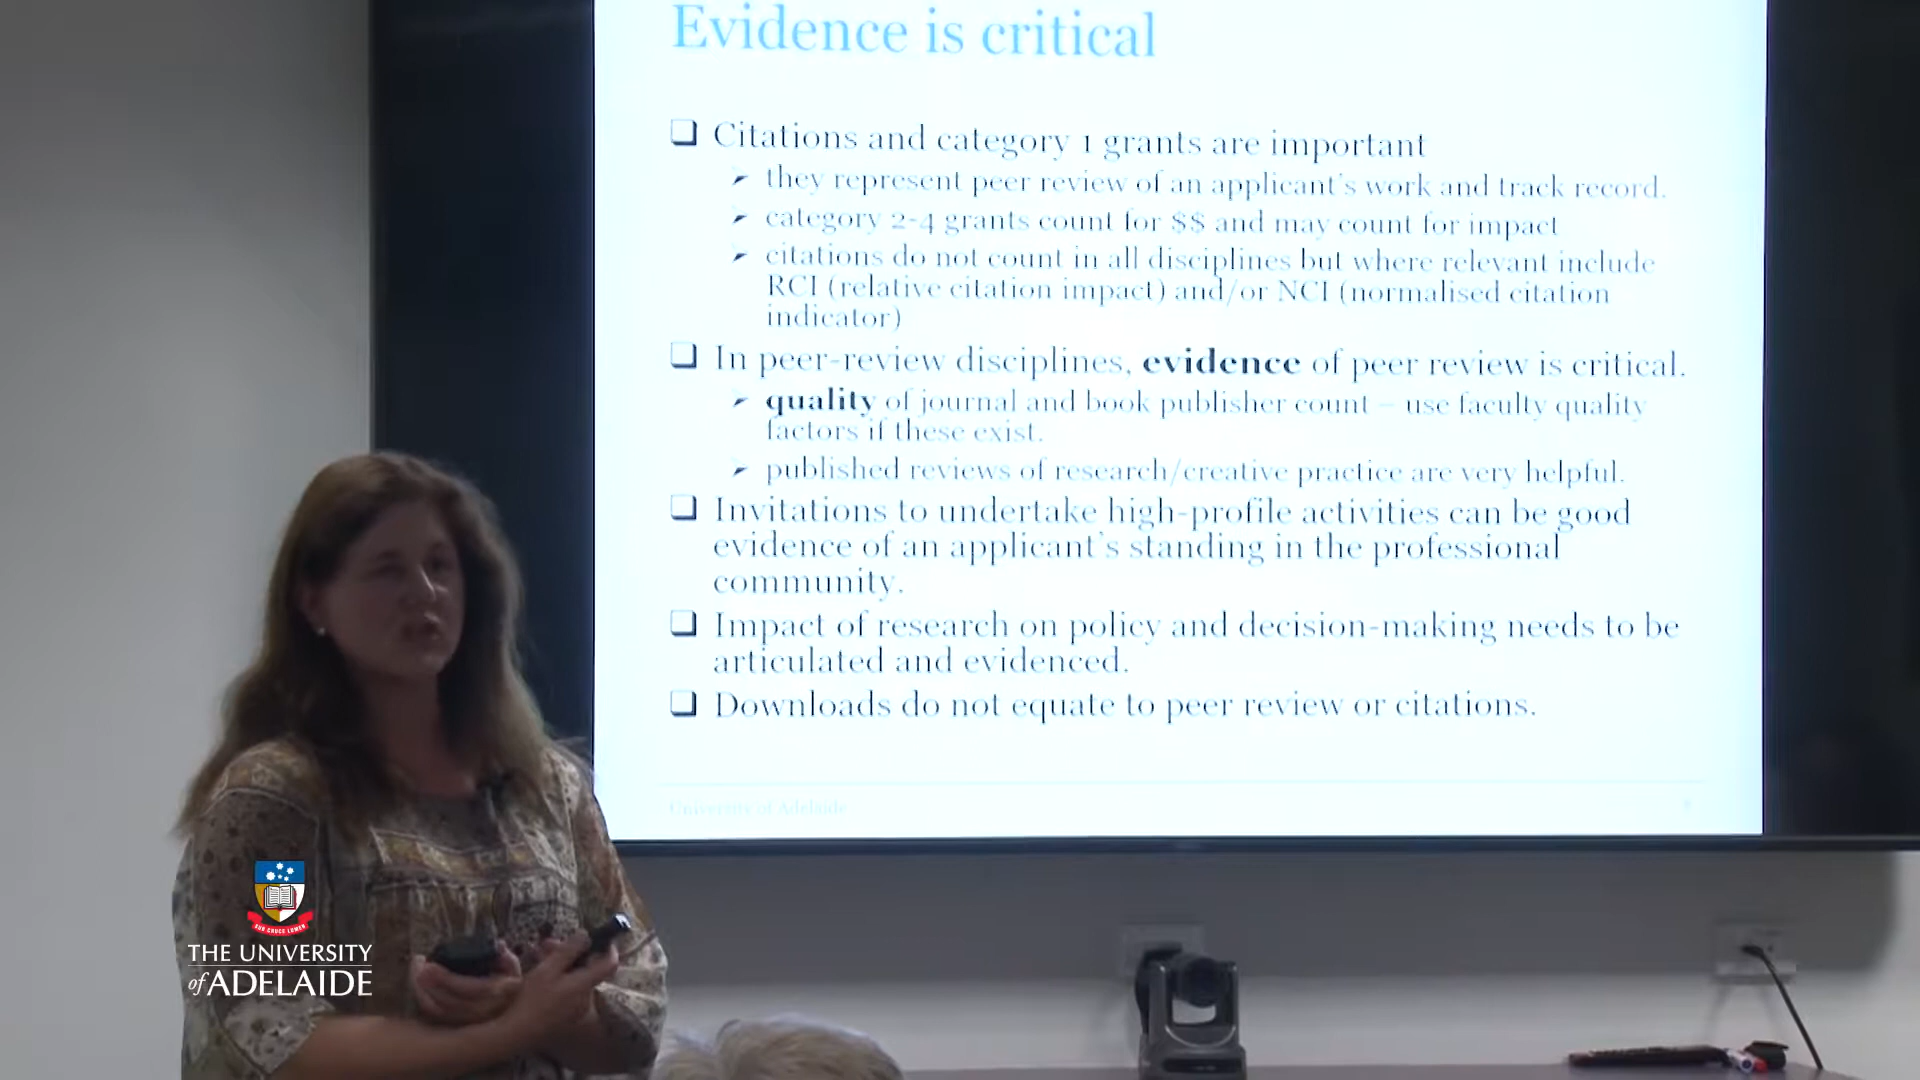 Evidence is critical
❑ Citations and category 1 grants are important
➢ they represent peer review of an applicant's work and track record.
➢ category 2-4 grants count for $$ and may count for impact
➢ citations do not count in all disciplines but where relevant include
RCI (relative citation impact) and/or NCI (normalised citation
indicator)
❑ In peer-review disciplines, evidence of peer review is critical.
➢ quality of journal and book publisher count – use faculty quality
factors if these exist.
➢ published reviews of research/creative practice are very helpful.
❑ Invitations to undertake high-profile activities can be good
evidence of an applicant's standing in the professional
community.
❑ Impact of research on policy and decision-making needs to be
articulated and evidenced.
❑ Downloads do not equate to peer review or citations.
University of Adelaide
SUB CRUCE LUMEN
THE UNIVERSITY
of ADELAIDE